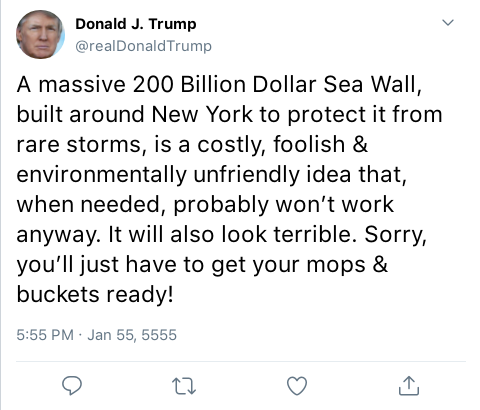 Donald J. Trump
@realDonaldTrump
A massive 200 Billion Dollar Sea Wall,
built around New York to protect it from
rare storms, is a costly, foolish &
environmentally unfriendly idea that,
when needed, probably won’t work
anyway. It will also look terrible. Sorry,
you’ll just have to get your mops &
buckets ready!
5:55 PM · Jan 55, 5555